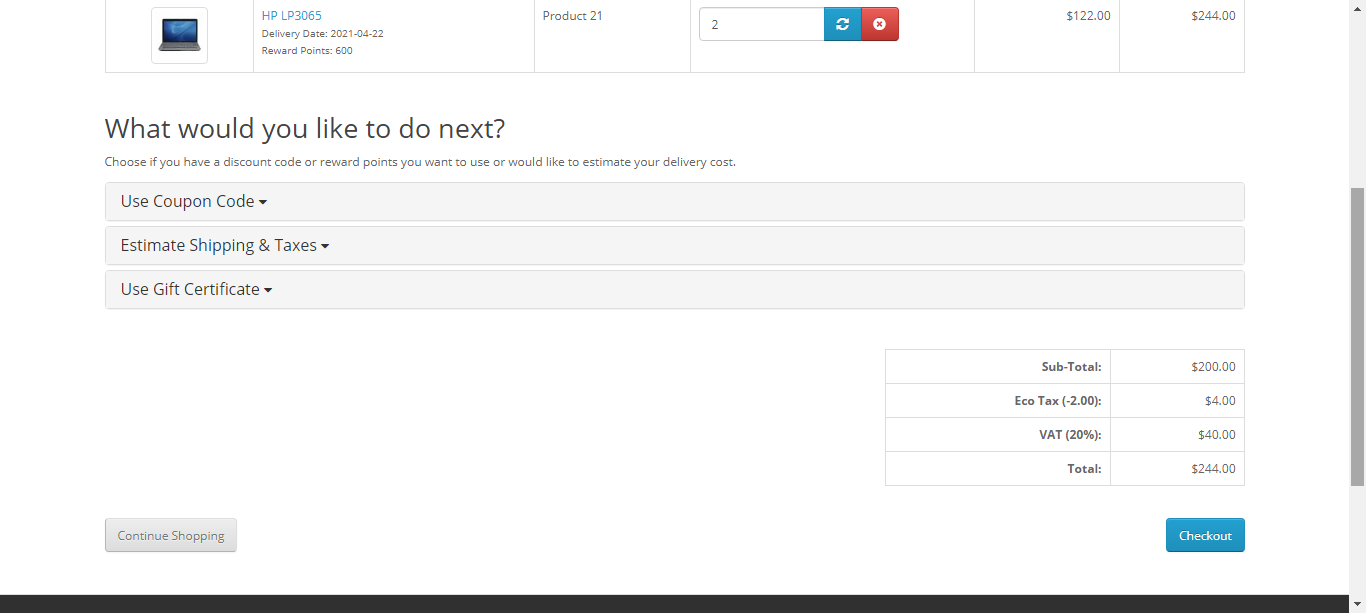 HP LP3065
Delivery Date: 2021-04-22
Reward Points: 600
Product 21
2
$122.00
$244.00
What would you like to do next?
Choose if you have a discount code or reward points you want to use or would like to estimate your delivery cost.
Use Coupon Code
Estimate Shipping & Taxes
Use Gift Certificate
Sub-Total: $200.00
Eco Tax (-2.00): $4.00
VAT (20%): $40.00
Total: $244.00
Continue Shopping
Checkout